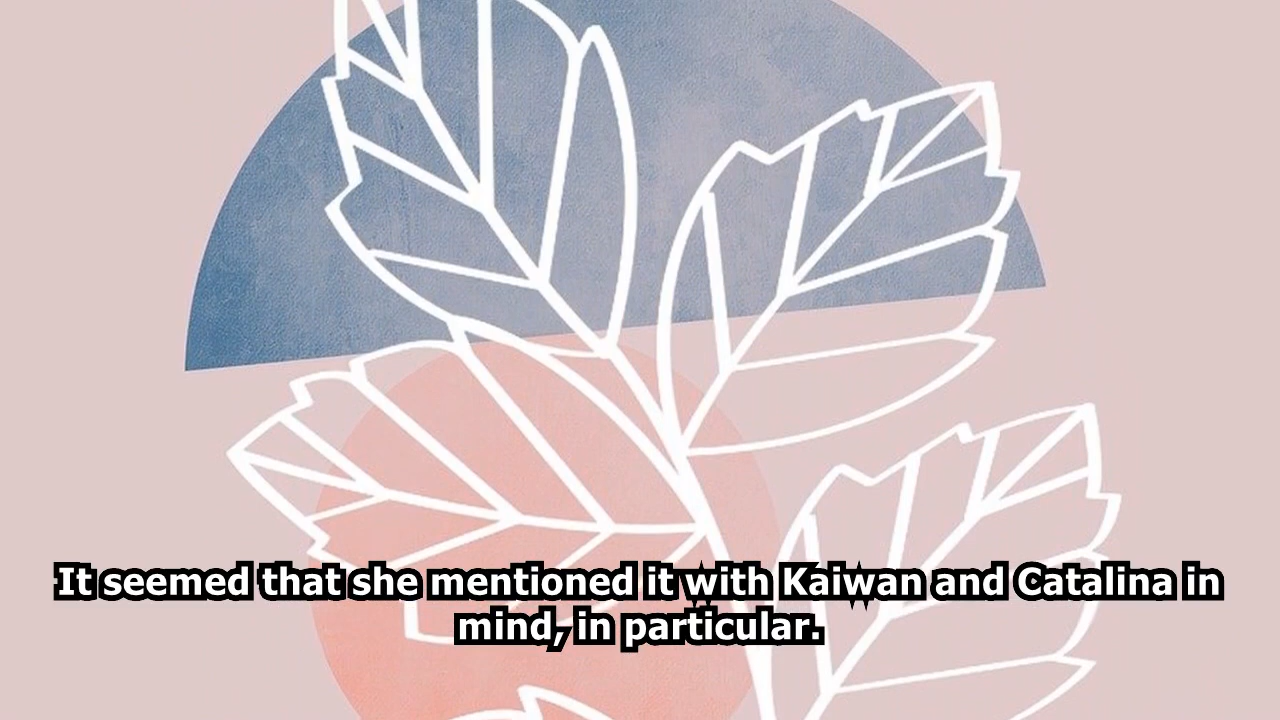 It seemed that she mentioned it with Kaiwan and Catalina in
mind, in particular.